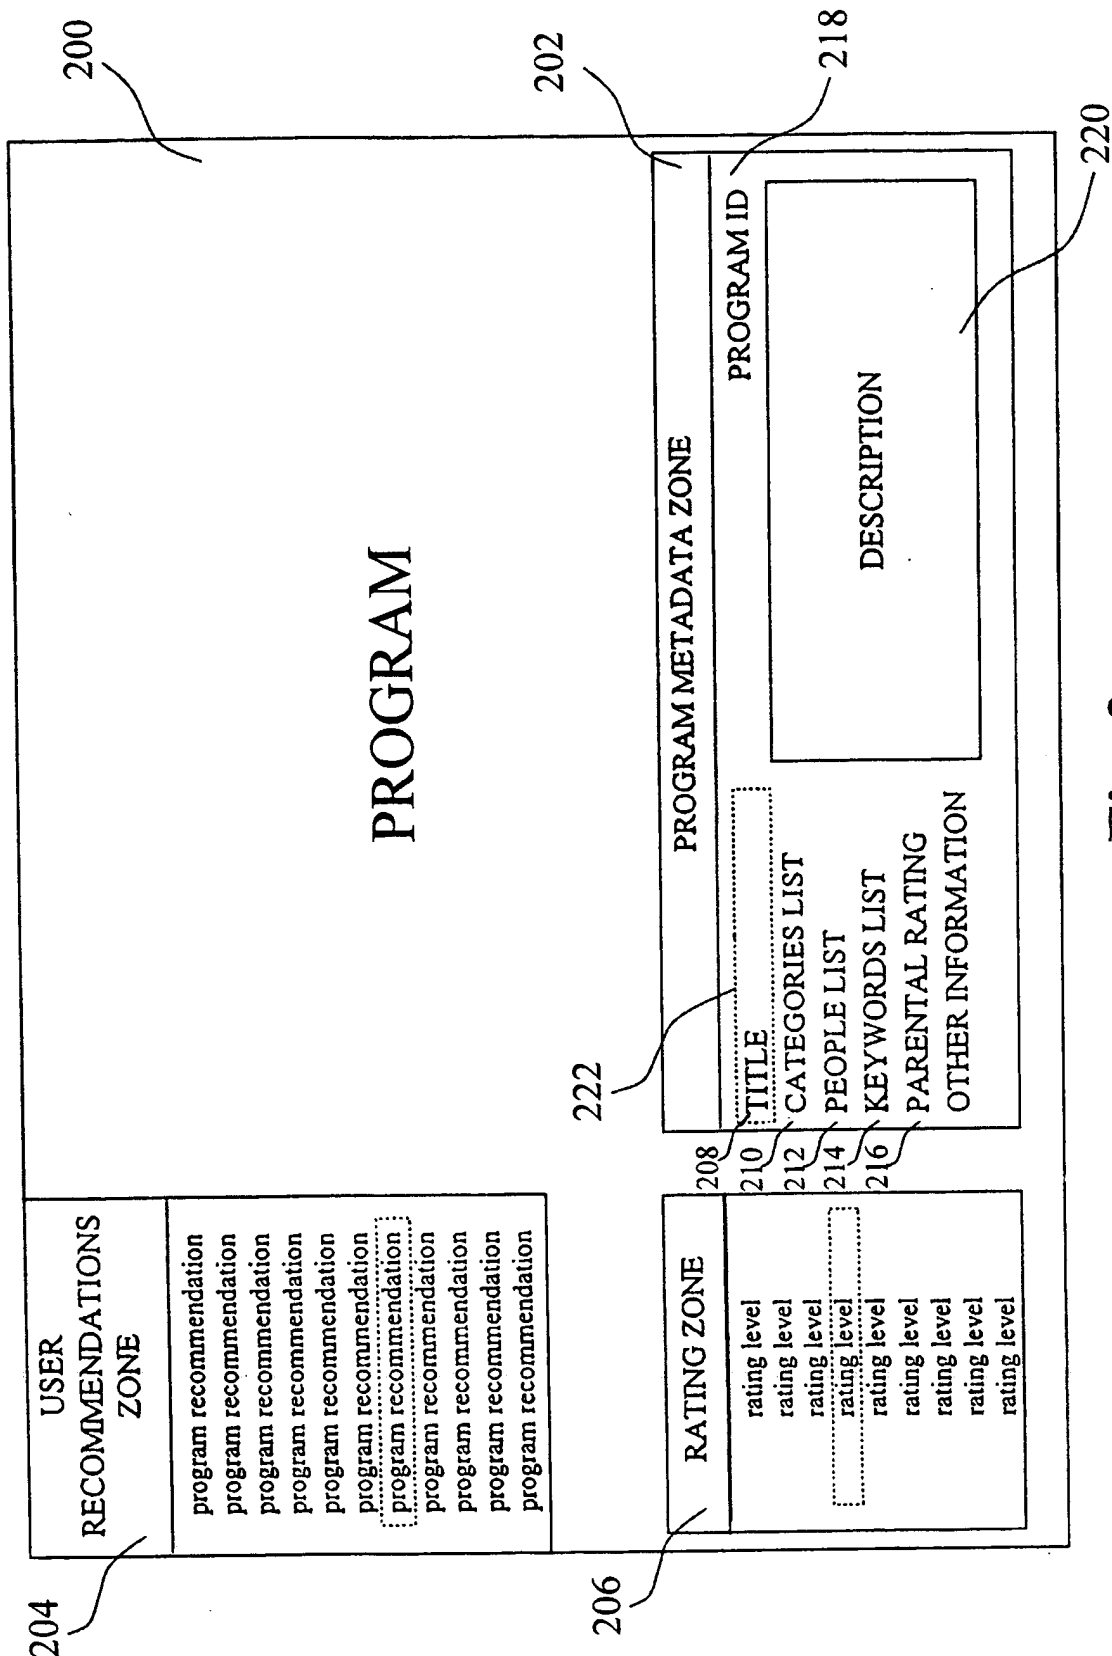 200
204
USER
RECOMMENDATIONS
ZONE
program recommendation
program recommendation
program recommendation
program recommendation
program recommendation
program recommendation
program recommendation
program recommendation
program recommendation
program recommendation
program recommendation
PROGRAM
202
206
RATING ZONE
rating level
rating level
rating level
rating level
rating level
rating level
rating level
rating level
rating level
222
PROGRAM METADATA ZONE
208 TITLE
210 CATEGORIES LIST
212 PEOPLE LIST
214 KEYWORDS LIST
216 PARENTAL RATING
OTHER INFORMATION
PROGRAM ID
218
DESCRIPTION
220